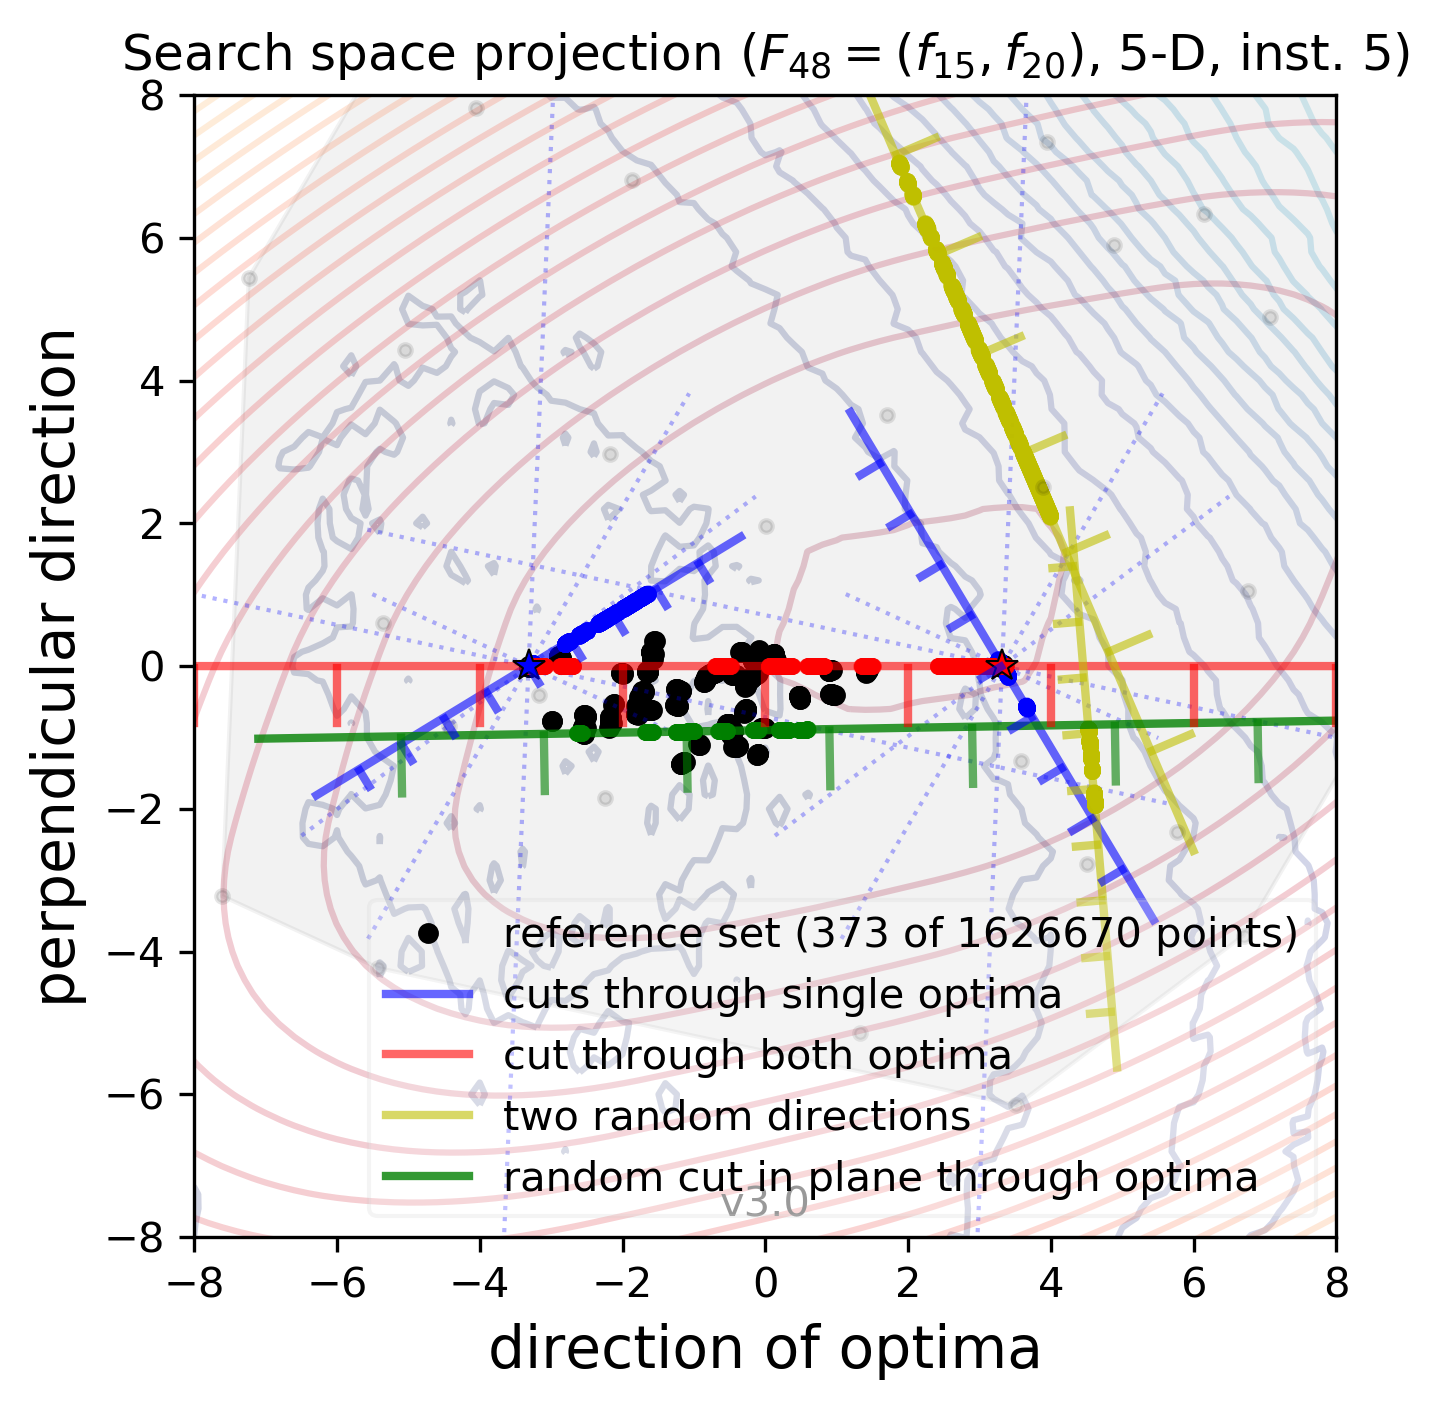 Search space projection (F48 = (f15, f20), 5-D, inst. 5)
8
6
4
2
0
−2
−4
−6
−8
perpendicular direction
reference set (373 of 1626670 points)
cuts through single optima
cut through both optima
two random directions
random cut in plane through optima
v3.0
−8 −6 −4 −2 0 2 4 6 8
direction of optima